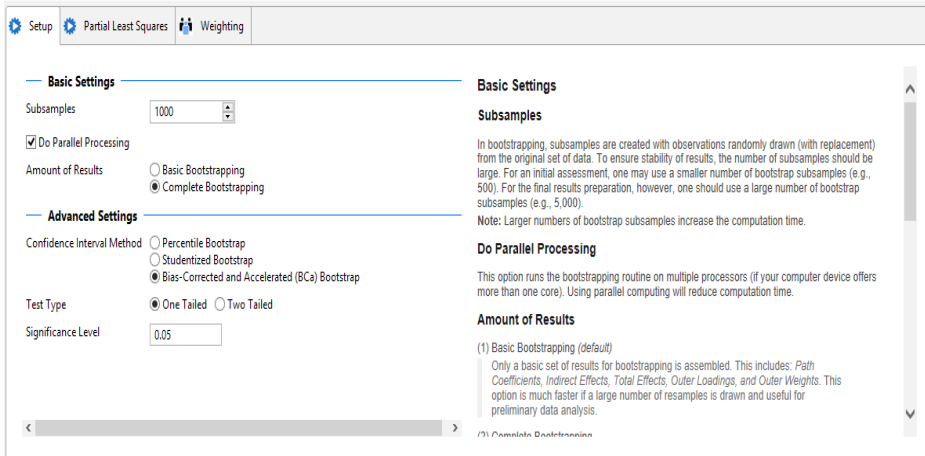 Setup
Partial Least Squares
Weighting
Basic Settings
Subsamples
1000
Do Parallel Processing
Amount of Results
Basic Bootstrapping
Complete Bootstrapping
Advanced Settings
Confidence Interval Method
Percentile Bootstrap
Studentized Bootstrap
Bias-Corrected and Accelerated (BCa) Bootstrap
Test Type
One Tailed
Two Tailed
Significance Level
0.05
Basic Settings
Subsamples
In bootstrapping, subsamples are created with observations randomly drawn (with replacement)
from the original set of data. To ensure stability of results, the number of subsamples should be
large. For an initial assessment, one may use a smaller number of bootstrap subsamples (e.g.,
500). For the final results preparation, however, one should use a large number of bootstrap
subsamples (e.g., 5,000).
Note: Larger numbers of bootstrap subsamples increase the computation time.
Do Parallel Processing
This option runs the bootstrapping routine on multiple processors (if your computer device offers
more than one core). Using parallel computing will reduce computation time.
Amount of Results
(1) Basic Bootstrapping (default)
Only a basic set of results for bootstrapping is assembled. This includes: Path
Coefficients, Indirect Effects, Total Effects, Outer Loadings, and Outer Weights. This
option is much faster if a large number of resamples is drawn and useful for
preliminary data analysis.
(2) Complete Bootstrapping